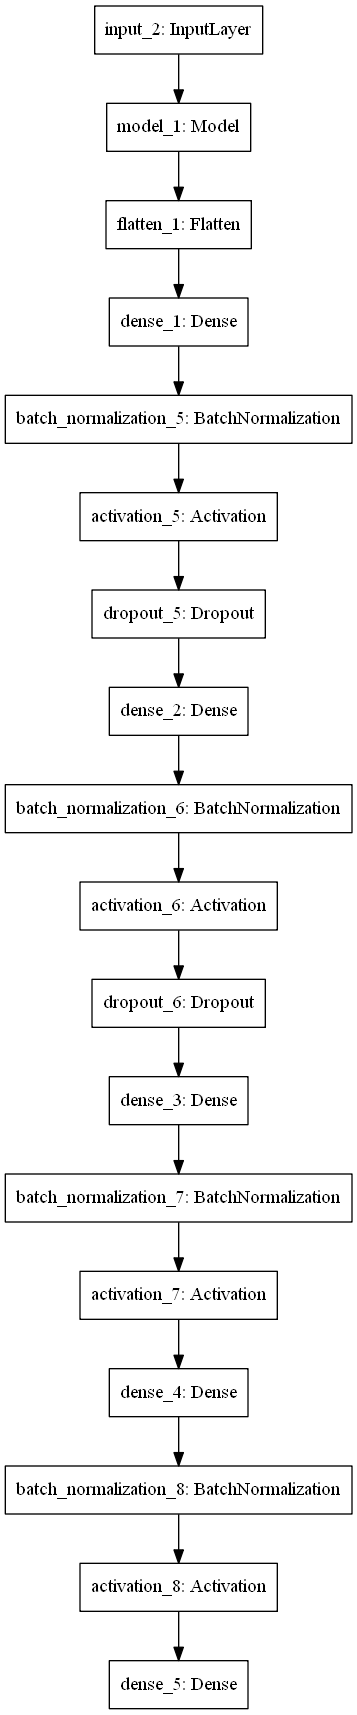 input_2: InputLayer
model_1: Model
flatten_1: Flatten
dense_1: Dense
batch_normalization_5: BatchNormalization
activation_5: Activation
dropout_5: Dropout
dense_2: Dense
batch_normalization_6: BatchNormalization
activation_6: Activation
dropout_6: Dropout
dense_3: Dense
batch_normalization_7: BatchNormalization
activation_7: Activation
dense_4: Dense
batch_normalization_8: BatchNormalization
activation_8: Activation
dense_5: Dense